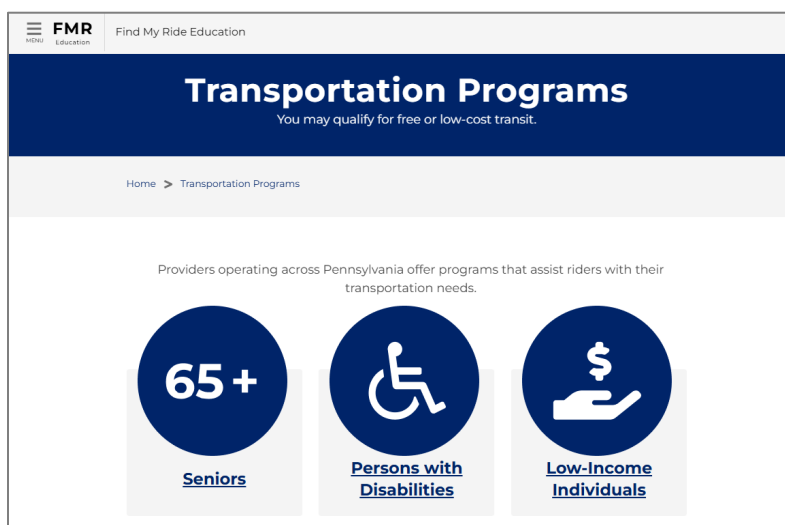 MENU
FMR
Education
Find My Ride Education
Transportation Programs
You may qualify for free or low-cost transit.
Home > Transportation Programs
Providers operating across Pennsylvania offer programs that assist riders with their
transportation needs.
65+
$
Seniors
Persons with
Disabilities
Low-Income
Individuals